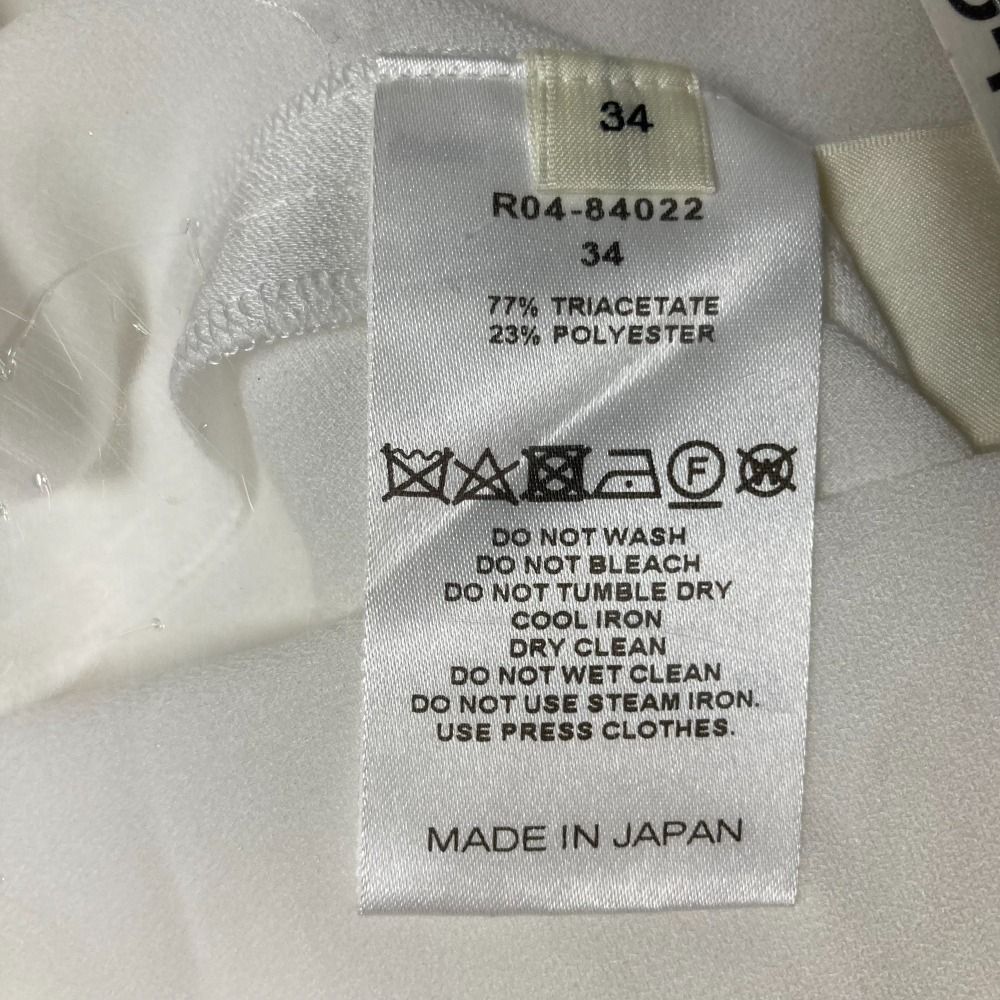 34
R04-84022
34
77% TRIACETATE
23% POLYESTER
F
W
DO NOT WASH
DO NOT BLEACH
DO NOT TUMBLE DRY
COOL IRON
DRY CLEAN
DO NOT WET CLEAN
DO NOT USE STEAM IRON.
USE PRESS CLOTHES.
MADE IN JAPAN